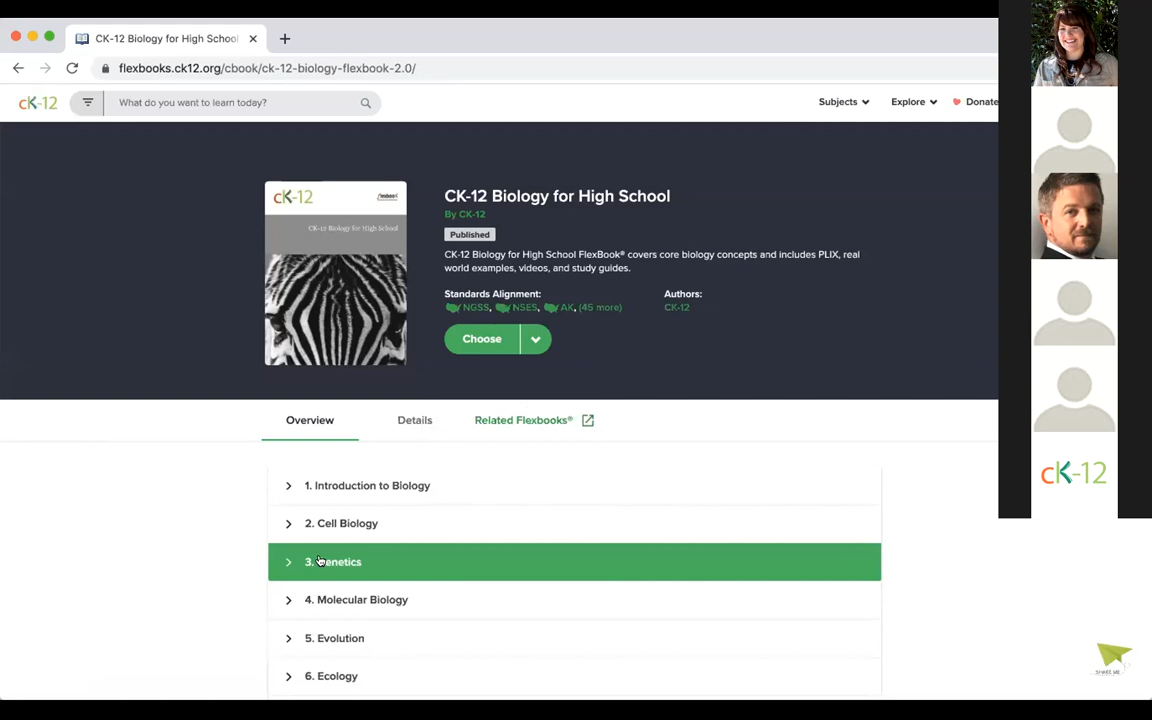 CK-12 Biology for High School
flexbooks.ck12.org/cbook/ck-12-biology-flexbook-2.0/
cK-12
What do you want to learn today?
Subjects
Explore
Donate
cK-12
CK-12 Biology for High School
CK-12 Biology for High School
By CK-12
Published
CK-12 Biology for High School FlexBook® covers core biology concepts and includes PLIX, real
world examples, videos, and study guides.
Standards Alignment:
Authors:
NGSS, NSES, AK, (45 more)
CK-12
Choose
Overview
Details
Related Flexbooks®
1. Introduction to Biology
2. Cell Biology
3. Genetics
4. Molecular Biology
5. Evolution
6. Ecology
cK-12
SHARE ME